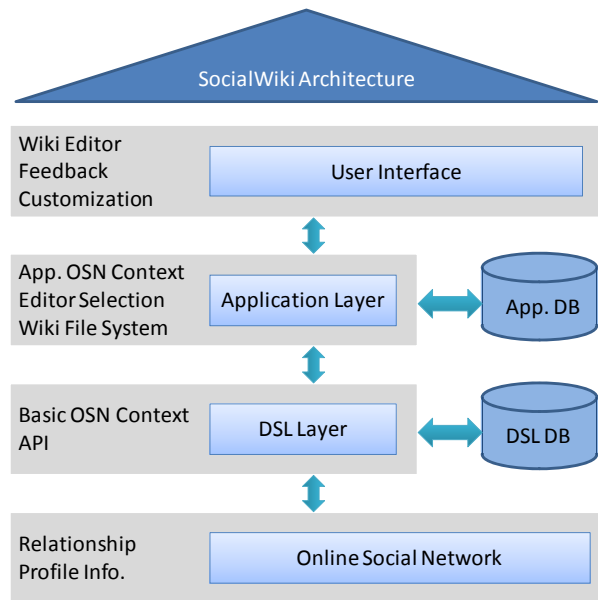 SocialWiki Architecture
Wiki Editor
Feedback
Customization
User Interface
App. OSN Context
Editor Selection
Wiki File System
Application Layer
App. DB
Basic OSN Context
API
DSL Layer
DSL DB
Relationship
Profile Info.
Online Social Network